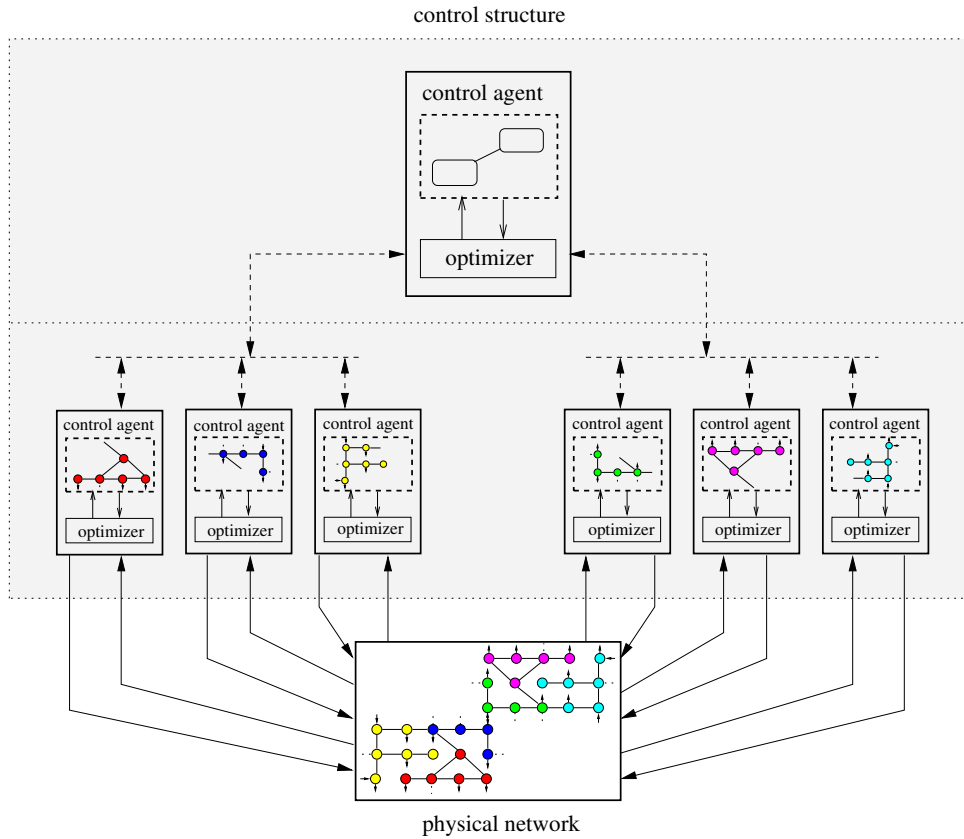 control structure
control agent
optimizer
control agent
control agent
control agent
control agent
control agent
control agent
optimizer
optimizer
optimizer
optimizer
optimizer
optimizer
physical network